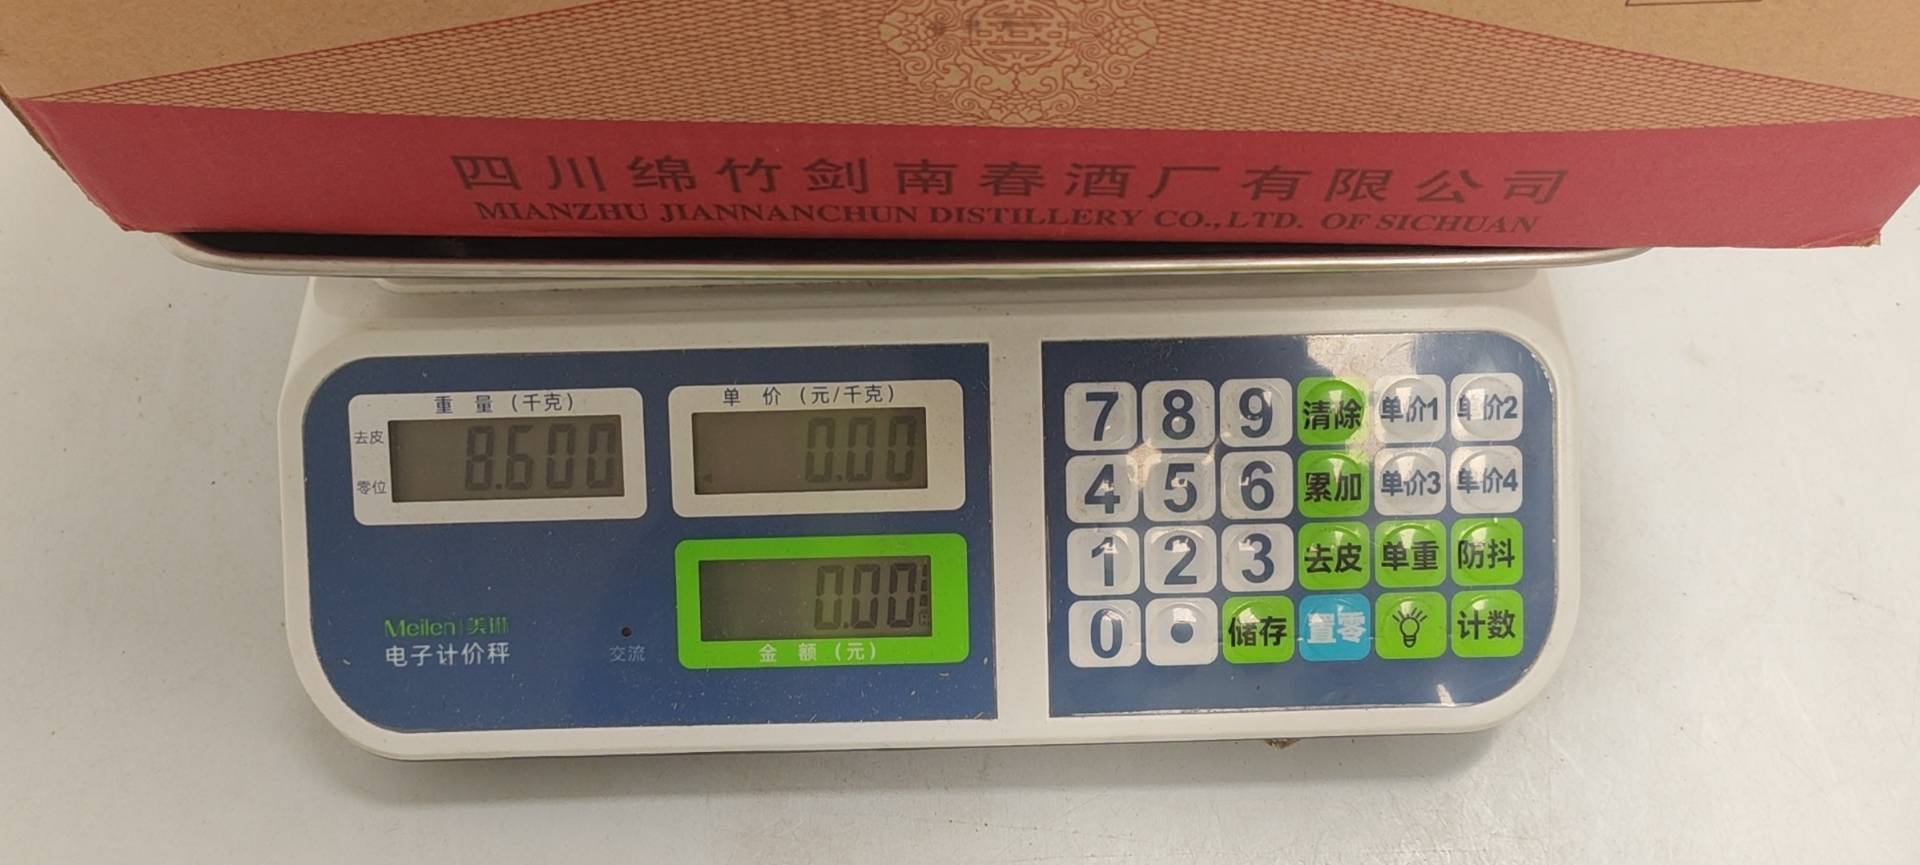 四川绵竹剑南春酒厂有限公司
MIANZHU JIANNANCHUN DISTILLERY CO.,LTD. OF SICHUAN
重 量 (千克)
去皮
零位
8.600
单 价 (元/千克)
0.00
0.00
金 额 (元)
Meilen|美琳
电子计价秤
交流
7 8 9 清除 单价1 单价2
4 5 6 累加 单价3 单价4
1 2 3 去皮 单重 防抖
0 • 储存 置零 计数